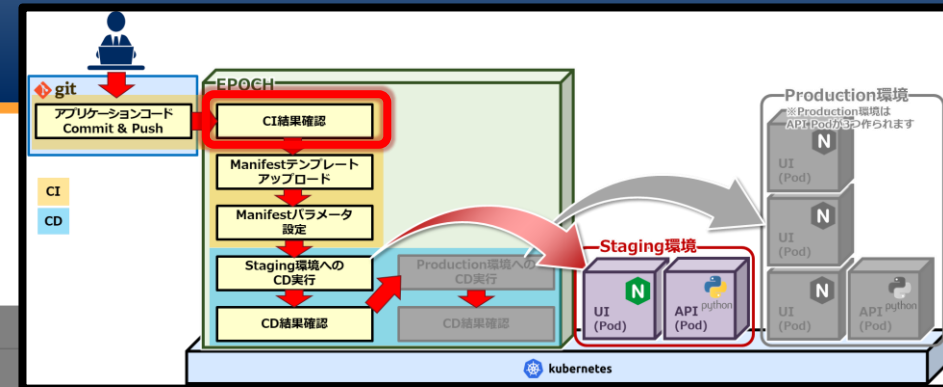 git
アプリケーションコード
Commit & Push
CI
CD
EPOCH
CI結果確認
Manifestテンプレート
アップロード
Manifestパラメータ
設定
Staging環境への
CD実行
CD結果確認
Production環境への
CD実行
CD結果確認
Staging環境
UI
(Pod)
API
(Pod)
python
Production環境
※Production環境は
API Podが3つ作られます
UI
(Pod)
UI
(Pod)
UI
(Pod)
API
(Pod)
python
kubernetes